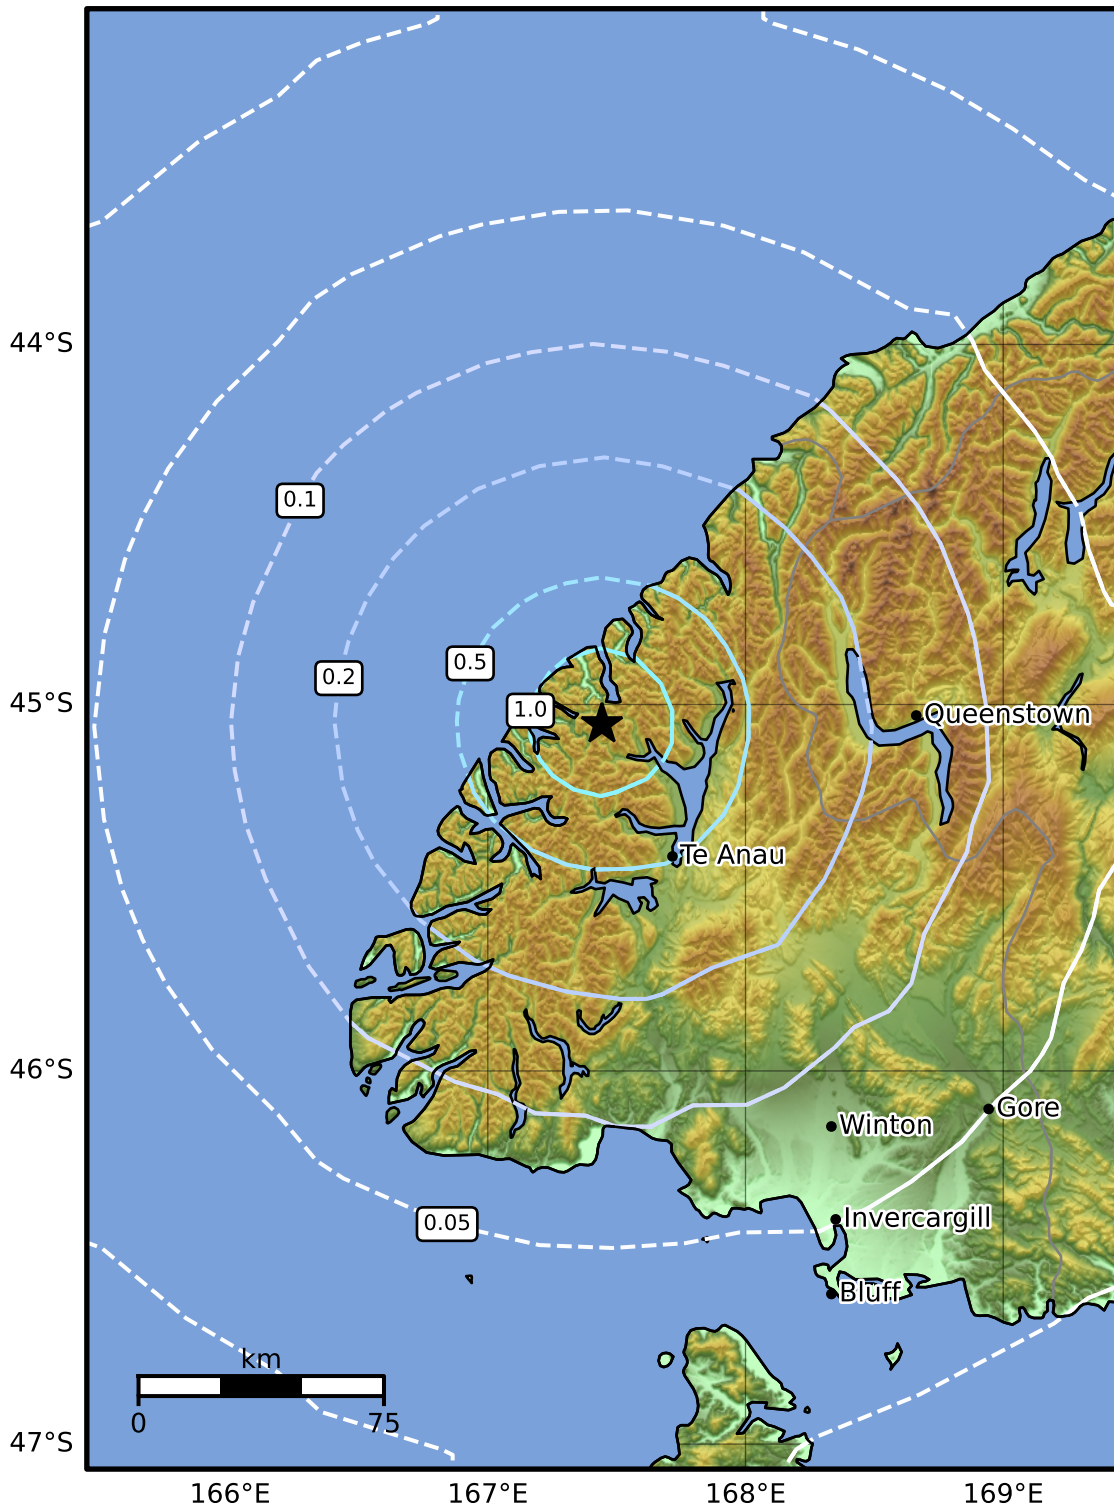 44°S
0.1
0.5
0.2
45°S
1.0
Queenstown
Te Anau
46°S
Gore
Winton
0.05
Invercargill
Bluff
km
0 75
47°S
166°E 167°E 168°E 169°E